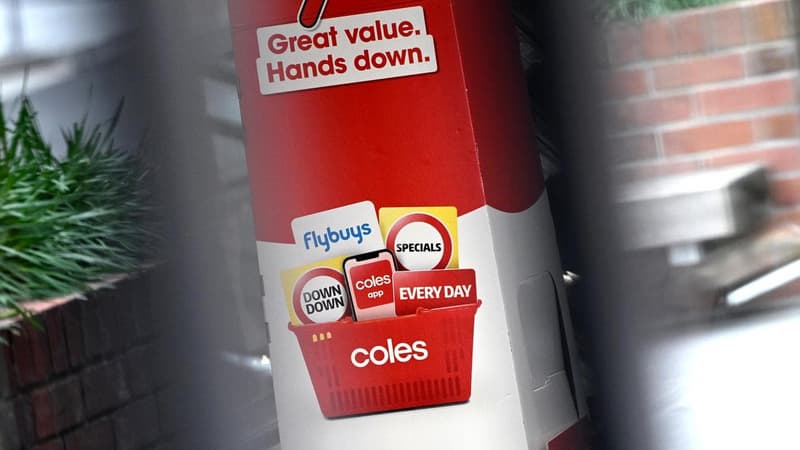 Great value.
Hands down.
flybuys
SPECIALS
DOWN
DOWN
coles
app
EVERY DAY
coles